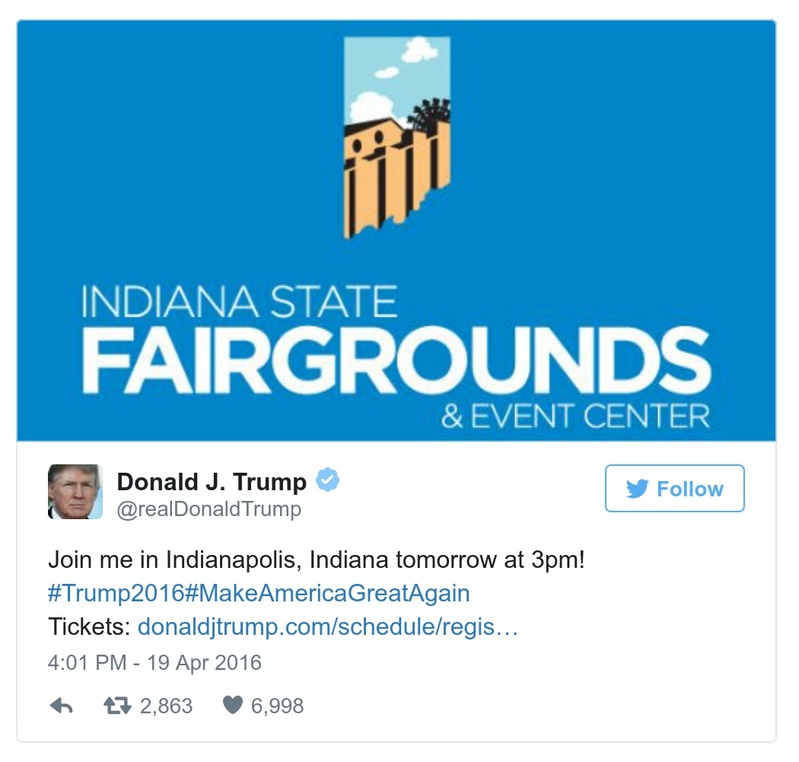 INDIANA STATE
FAIRGROUNDS
& EVENT CENTER
Donald J. Trump
@realDonaldTrump
Follow
Join me in Indianapolis, Indiana tomorrow at 3pm!
#Trump2016#MakeAmericaGreatAgain
Tickets: donaldjtrump.com/schedule/regis…
4:01 PM - 19 Apr 2016
2,863 6,998